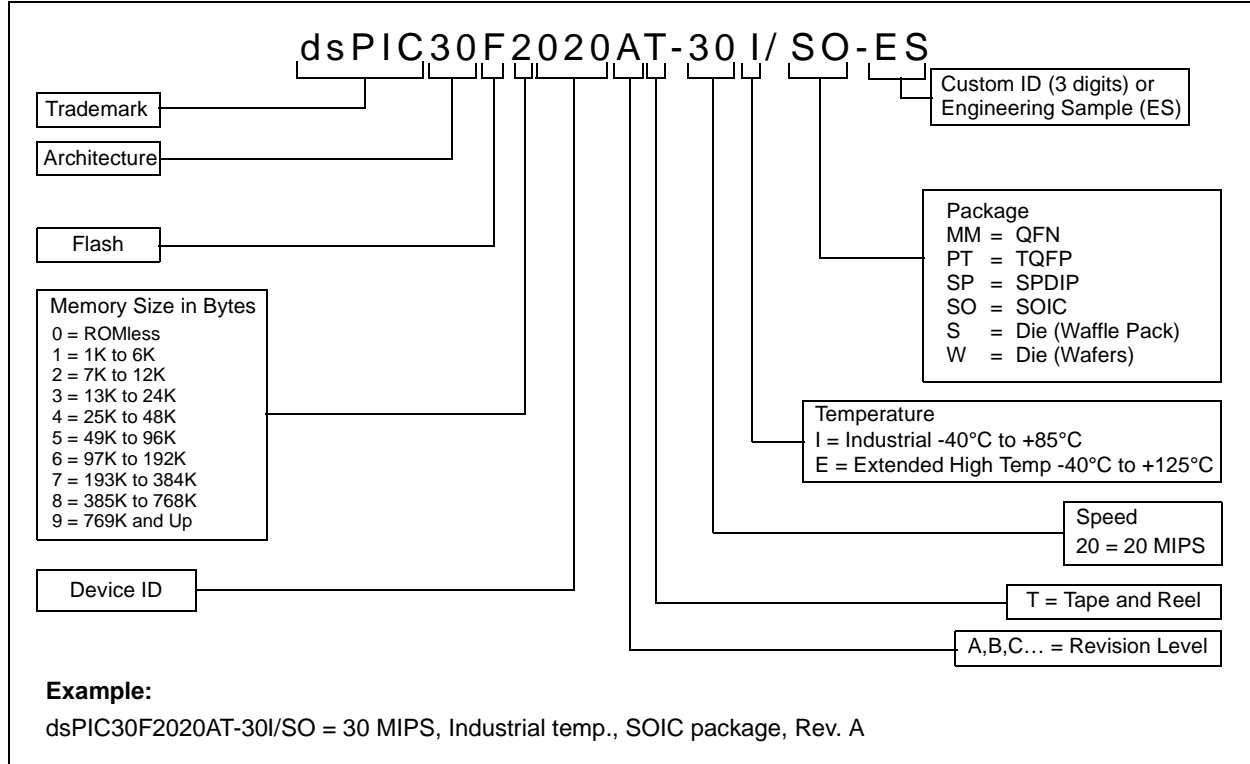 dsPIC30F2020AT-30I/SO-ES
Custom ID (3 digits) or
Engineering Sample (ES)
Trademark
Architecture
Flash
Package
MM = QFN
PT = TQFP
SP = SPDIP
SO = SOIC
S = Die (Waffle Pack)
W = Die (Wafers)
Memory Size in Bytes
0 = ROMless
1 = 1K to 6K
2 = 7K to 12K
3 = 13K to 24K
4 = 25K to 48K
5 = 49K to 96K
6 = 97K to 192K
7 = 193K to 384K
8 = 385K to 768K
9 = 769K and Up
Temperature
I = Industrial -40°C to +85°C
E = Extended High Temp -40°C to +125°C
Speed
20 = 20 MIPS
Device ID
T = Tape and Reel
A,B,C… = Revision Level
Example:
dsPIC30F2020AT-30I/SO = 30 MIPS, Industrial temp., SOIC package, Rev. A